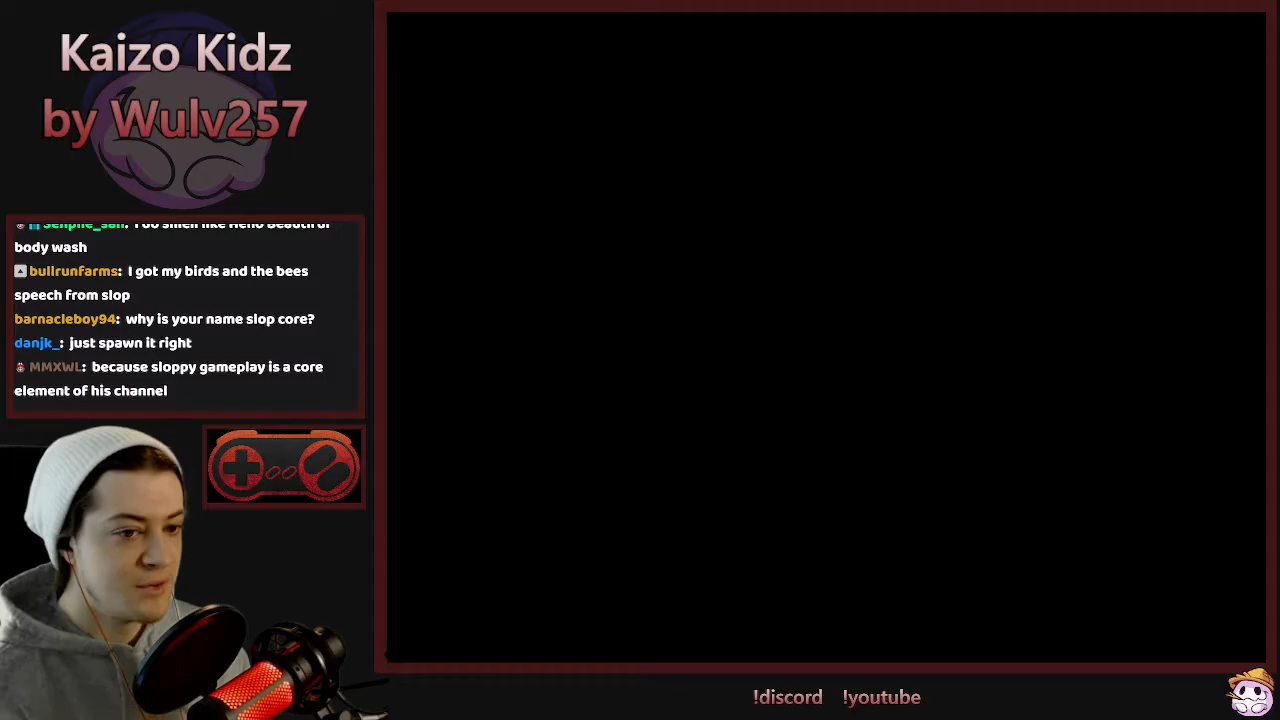 Kaizo Kidz
by Wulv257
body wash
bullrunfarms: I got my birds and the bees
speech from slop
barnacleboy94: why is your name slop core?
danjk_: just spawn it right
MMXWL: because sloppy gameplay is a core
element of his channel
!discord !youtube